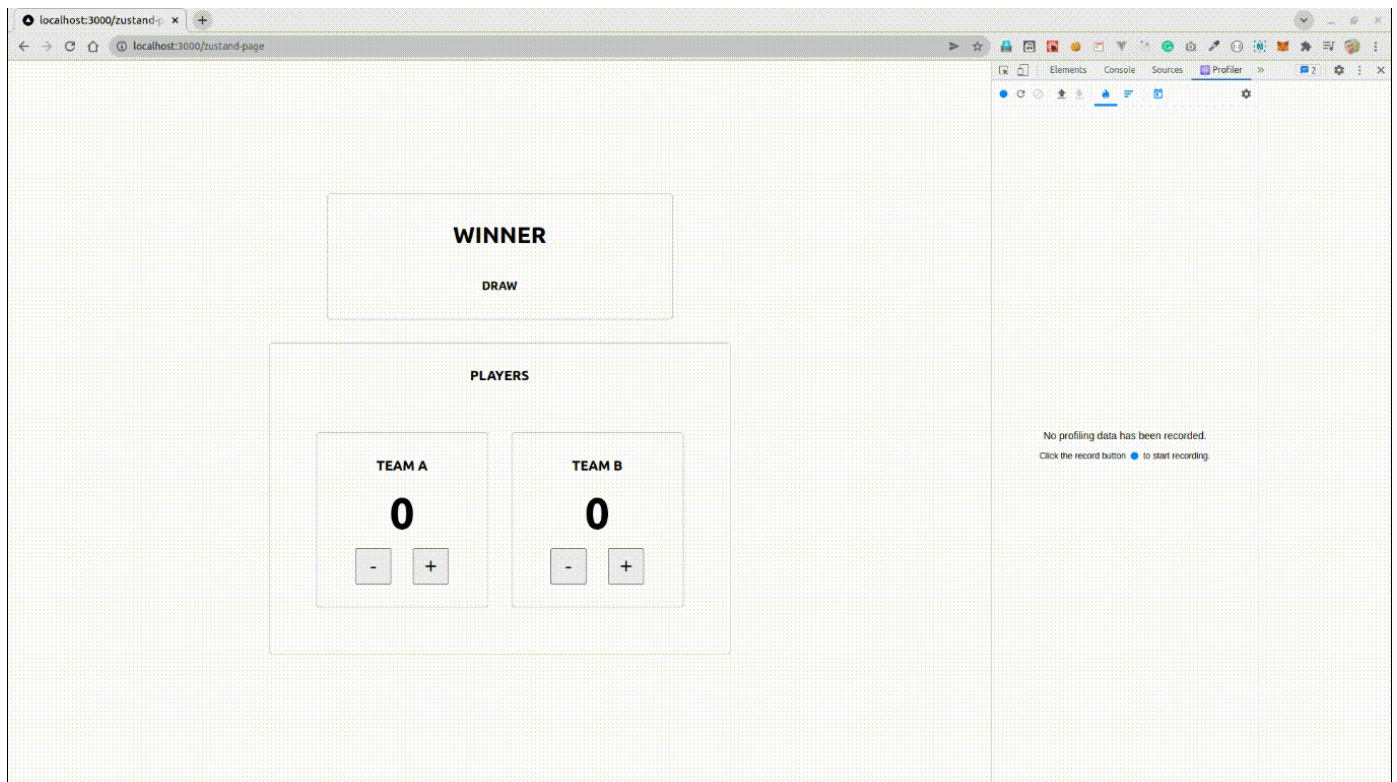 localhost:3000/zustand-p
localhost:3000/zustand-page
Elements Console Sources Profiler » 2
WINNER
DRAW
PLAYERS
TEAM A TEAM B
0 0
- + - +
No profiling data has been recorded.
Click the record button to start recording.